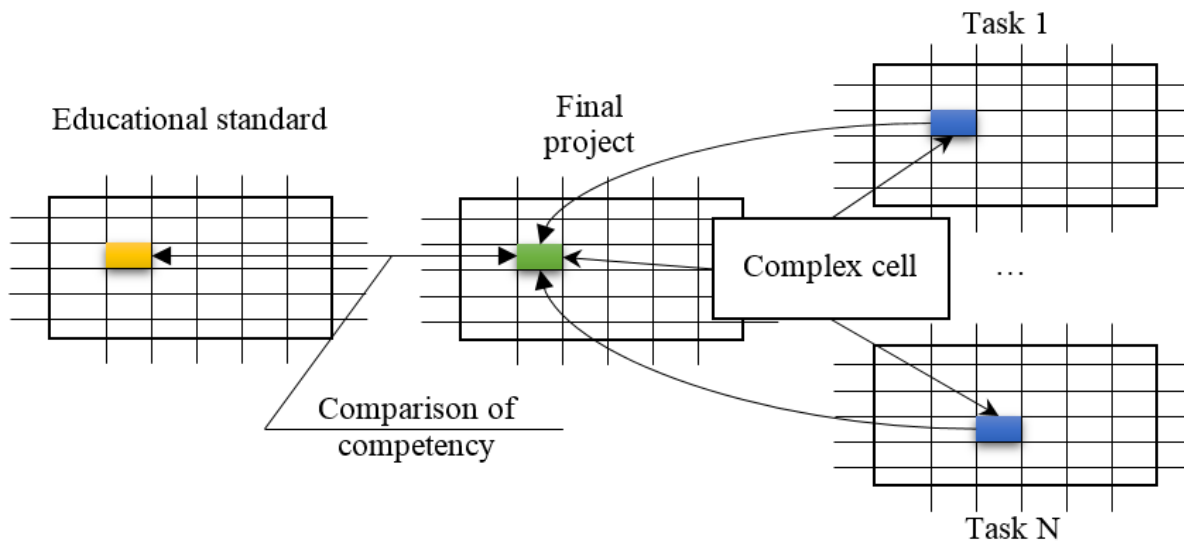 Task 1
Educational standard
Final
project
Complex cell
...
Comparison of
competency
Task N